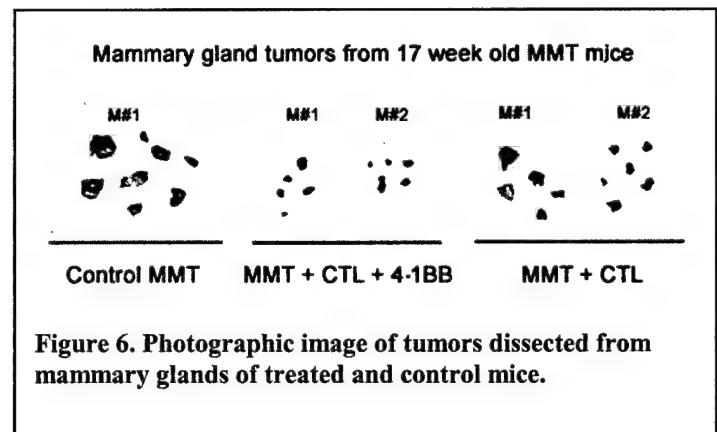 Mammary gland tumors from 17 week old MMT mice
M#1 M#1 M#2 M#1 M#2
Control MMT MMT + CTL + 4-1BB MMT + CTL
Figure 6. Photographic image of tumors dissected from
mammary glands of treated and control mice.